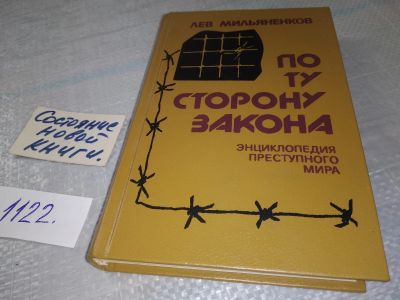 ЛЕВ МИЛЬЯНЕНКОВ
ПО
ТУ
СТОРОНУ
ЗАКОНА
ЭНЦИКЛОПЕДИЯ
ПРЕСТУПНОГО
МИРА
Состояние
новой
книги.
1122.